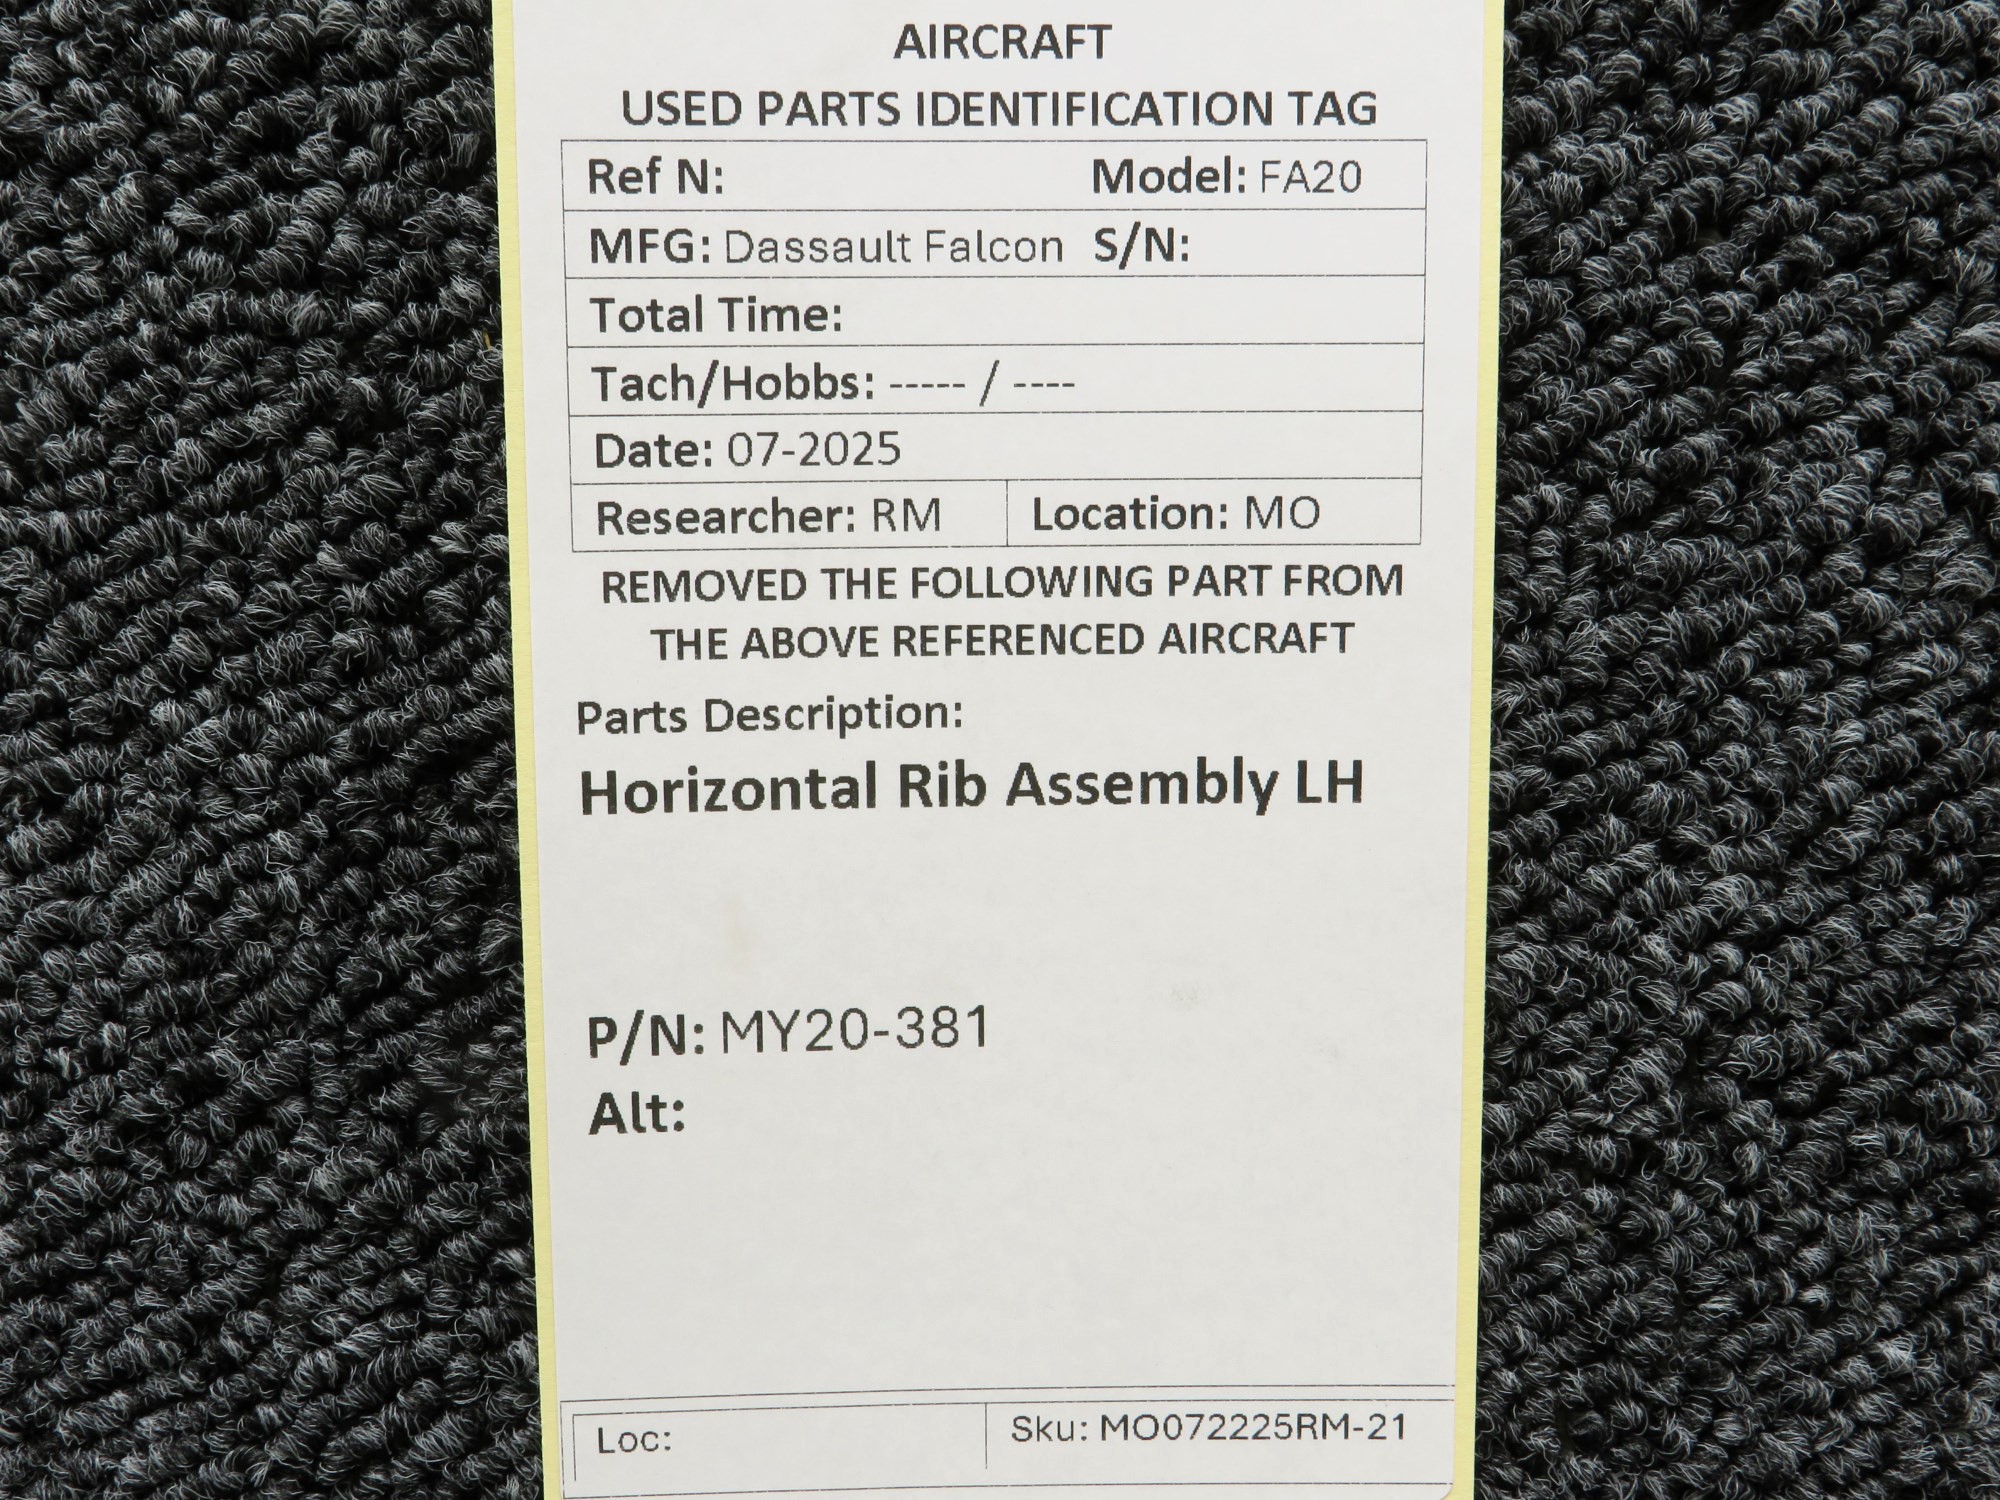 AIRCRAFT
USED PARTS IDENTIFICATION TAG
Ref N: Model: FA20
MFG: Dassault Falcon S/N:
Total Time:
Tach/Hobbs: ----- / ----
Date: 07-2025
Researcher: RM Location: MO
REMOVED THE FOLLOWING PART FROM
THE ABOVE REFERENCED AIRCRAFT
Parts Description:
Horizontal Rib Assembly LH
P/N: MY20-381
Alt:
Loc: Sku: MO072225RM-21